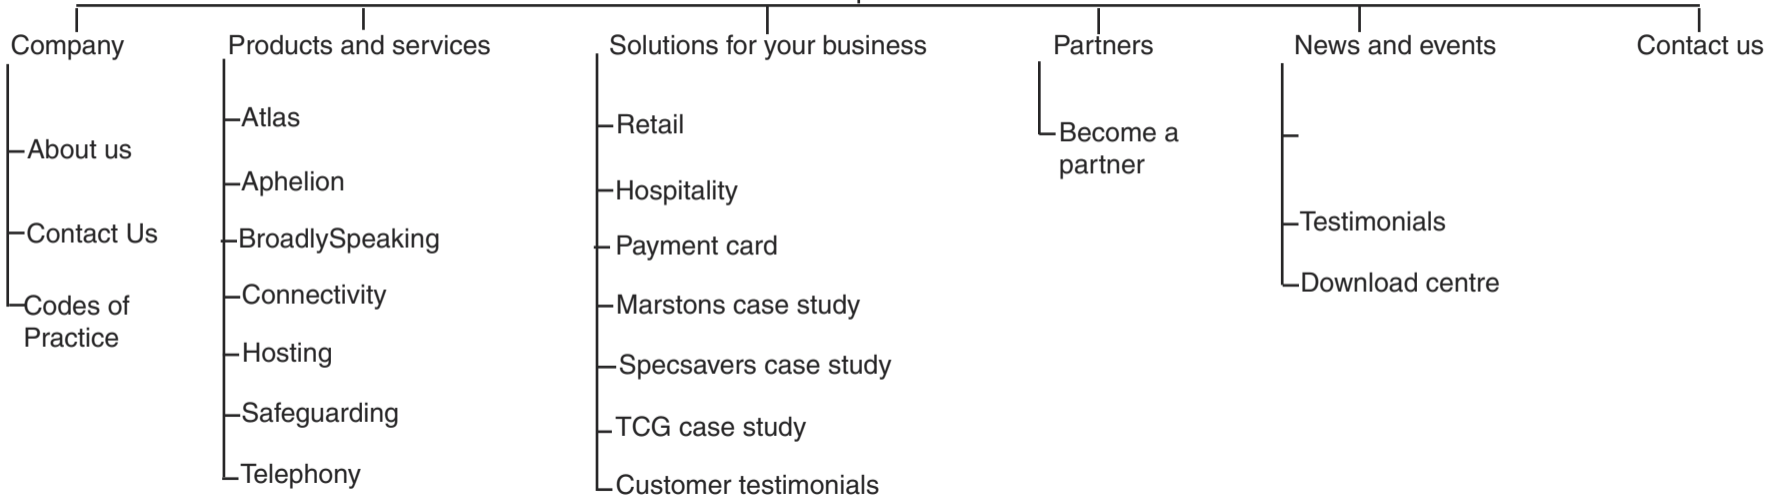 Company
About us
Contact Us
Codes of
Practice
Products and services
Atlas
Aphelion
BroadlySpeaking
Connectivity
Hosting
Safeguarding
Telephony
Solutions for your business
Retail
Hospitality
Payment card
Marstons case study
Specsavers case study
TCG case study
Customer testimonials
Partners
Become a
partner
News and events
Testimonials
Download centre
Contact us